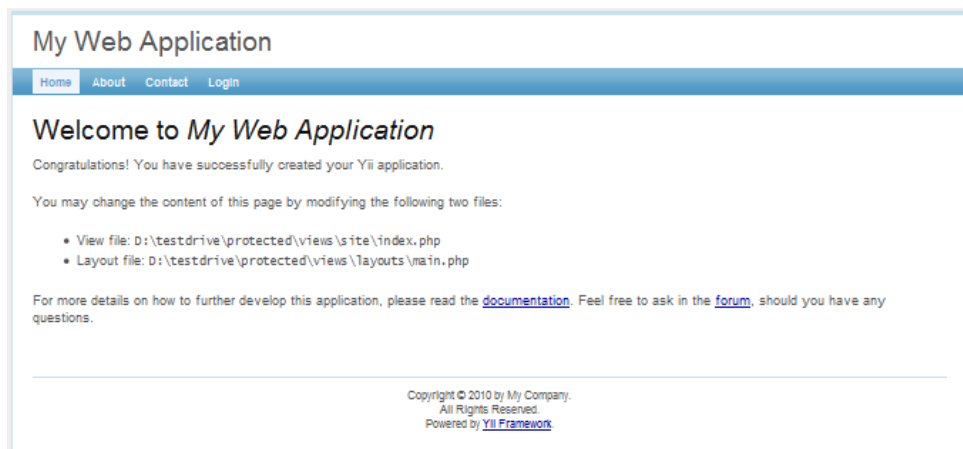 My Web Application
Home About Contact Login
Welcome to My Web Application
Congratulations! You have successfully created your Yii application.
You may change the content of this page by modifying the following two files:
• View file: D:\testdrive\protected\views\site\index.php
• Layout file: D:\testdrive\protected\views\layouts\main.php
For more details on how to further develop this application, please read the documentation. Feel free to ask in the forum, should you have any
questions.
Copyright © 2010 by My Company.
All Rights Reserved.
Powered by Yii Framework.